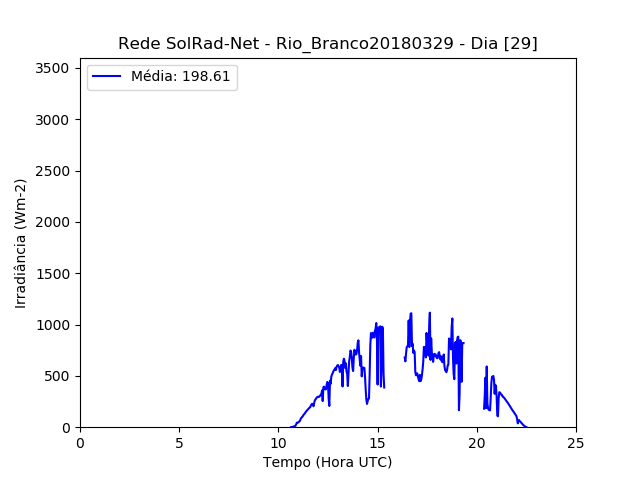 Rede SolRad-Net - Rio_Branco20180329 - Dia [29]
Média: 198.61
Irradiância (Wm-2)
3500
3000
2500
2000
1500
1000
500
0
0 5 10 15 20 25
Tempo (Hora UTC)